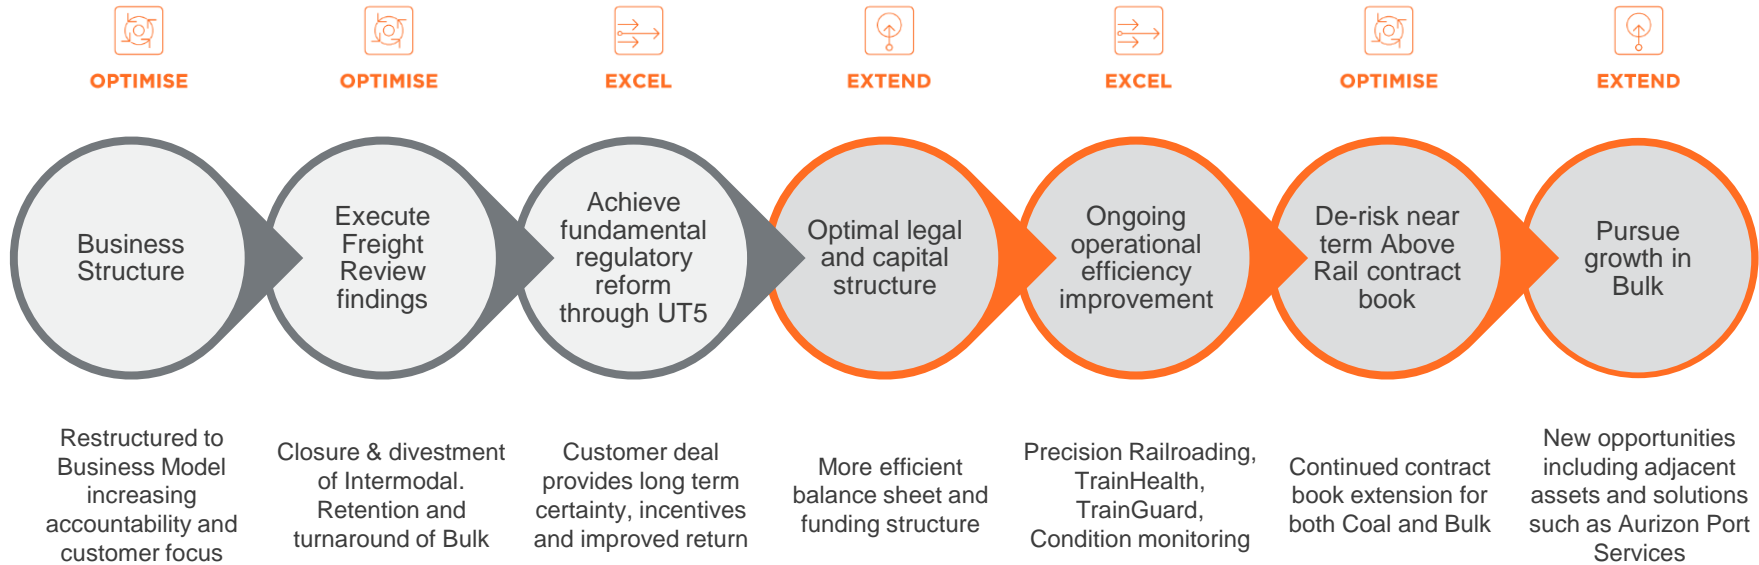 OPTIMISE
OPTIMISE
EXCEL
EXTEND
EXCEL
OPTIMISE
EXTEND
Business
Structure
Execute
Freight
Review
findings
Achieve
fundamental
regulatory
reform
through UT5
Optimal legal
and capital
structure
Ongoing
operational
efficiency
improvement
De-risk near
term Above
Rail contract
book
Pursue
growth in
Bulk
Restructured to
Business Model
increasing
accountability and
customer focus
Closure & divestment
of Intermodal.
Retention and
turnaround of Bulk
Customer deal
provides long term
certainty, incentives
and improved return
More efficient
balance sheet and
funding structure
Precision Railroading,
TrainHealth,
TrainGuard,
Condition monitoring
Continued contract
book extension for
both Coal and Bulk
New opportunities
including adjacent
assets and solutions
such as Aurizon Port
Services